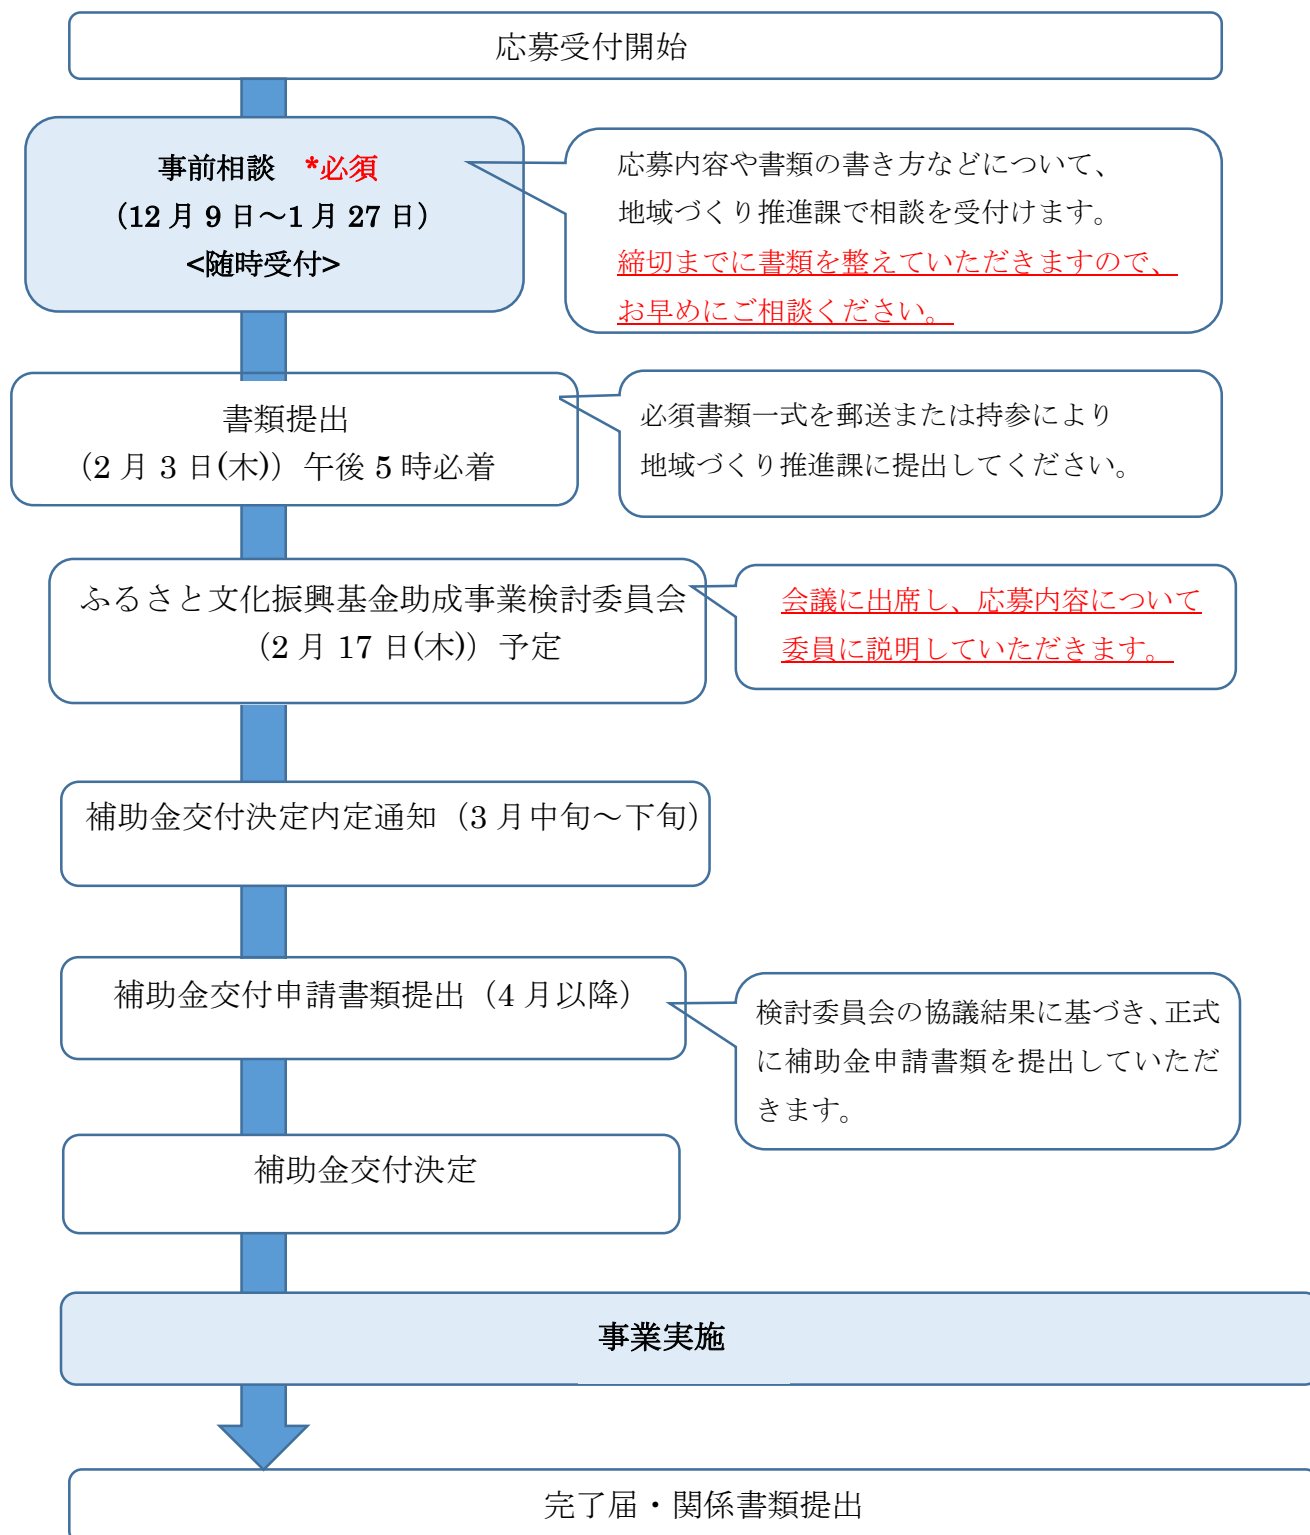 応募受付開始
事前相談　*必須
（12 月 9 日～1 月 27 日）
<随時受付>
応募内容や書類の書き方などについて、
地域づくり推進課で相談を受付けます。
締切までに書類を整えていただきますので、
お早めにご相談ください。
書類提出
（2 月 3 日(木)）午後 5 時必着
必須書類一式を郵送または持参により
地域づくり推進課に提出してください。
ふるさと文化振興基金助成事業検討委員会
（2 月 17 日(木)）予定
会議に出席し、応募内容について
委員に説明していただきます。
補助金交付決定内定通知（3 月中旬～下旬）
補助金交付申請書類提出（4 月以降）
検討委員会の協議結果に基づき、正式
に補助金申請書類を提出していただ
きます。
補助金交付決定
事業実施
完了届・関係書類提出